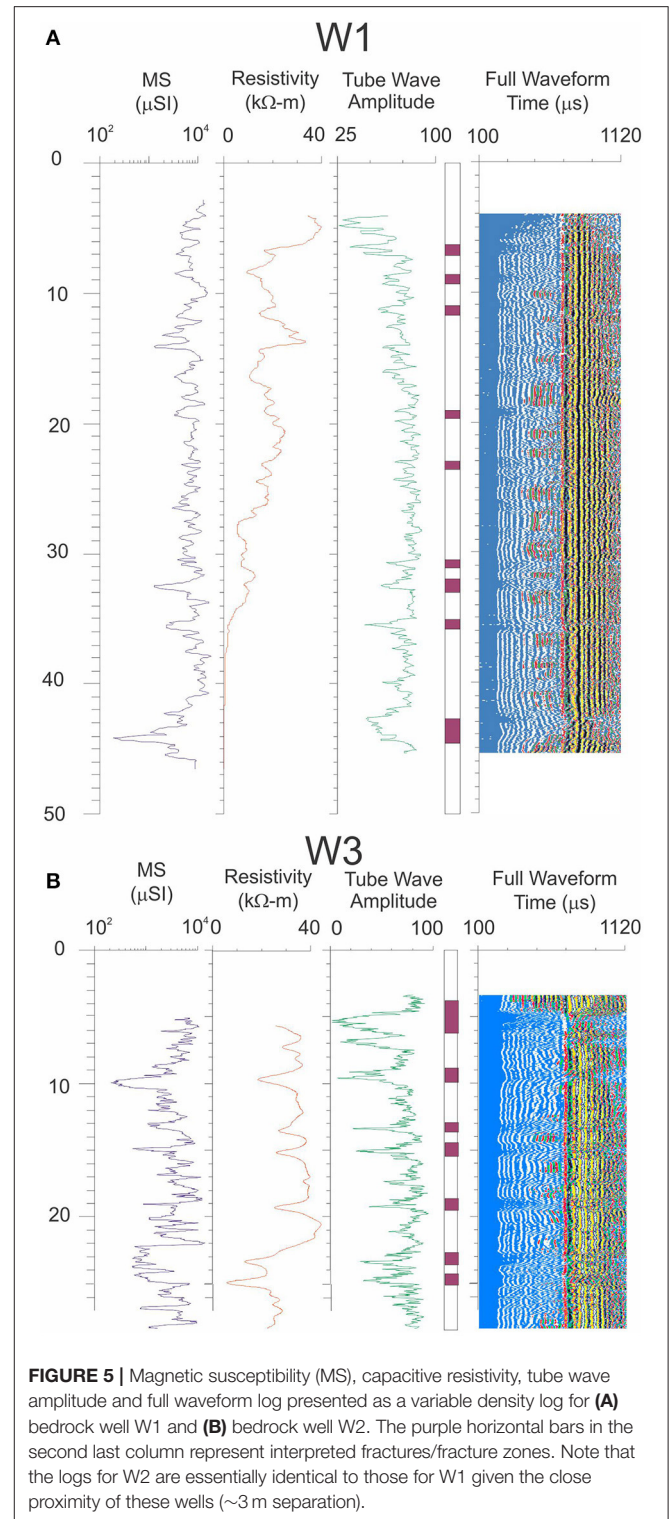 A
W1
MS
(μSI)
Resistivity
(kΩ-m)
Tube Wave
Amplitude
Full Waveform
Time (μs)
10² 10⁴
0 40
25 100
100 1120
0
10
20
30
40
50
W3
B
MS
(μSI)
Resistivity
(kΩ-m)
Tube Wave
Amplitude
Full Waveform
Time (μs)
10² 10⁴
0 40
0 100
100 1120
0
10
20
FIGURE 5 | Magnetic susceptibility (MS), capacitive resistivity, tube wave
amplitude and full waveform log presented as a variable density log for (A)
bedrock well W1 and (B) bedrock well W2. The purple horizontal bars in the
second last column represent interpreted fractures/fracture zones. Note that
the logs for W2 are essentially identical to those for W1 given the close
proximity of these wells (∼3 m separation).